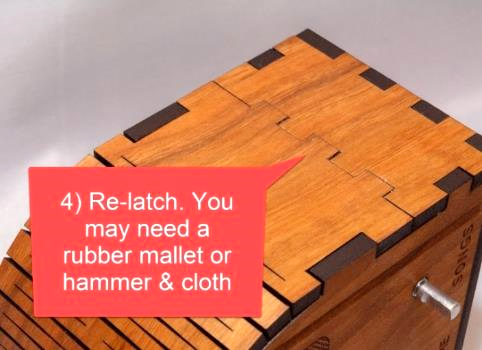 4) Re-latch. You
may need a
rubber mallet or
hammer & cloth